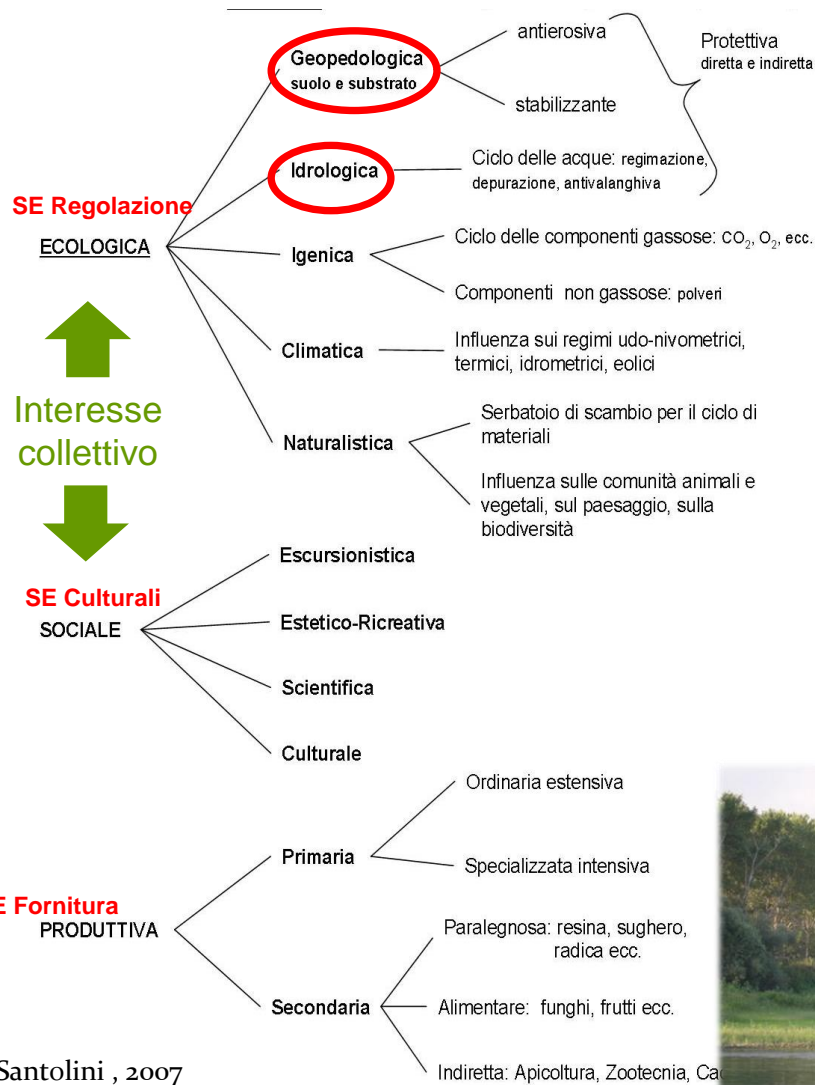 antierosiva
Protettiva
diretta e indiretta
Geopedologica
suolo e substrato
stabilizzante
Idrologica
Ciclo delle acque: regimazione,
depurazione, antivalanghiva
SE Regolazione
ECOLOGICA
Igenica
Ciclo delle componenti gassose: CO₂, O₂, ecc.
Componenti non gassose: polveri
Climatica
Influenza sui regimi udo-nivometrici,
termici, idrometrici, eolici
Interesse
collettivo
Naturalistica
Serbatoio di scambio per il ciclo di
materiali
Influenza sulle comunità animali e
vegetali, sul paesaggio, sulla
biodiversità
SE Culturali
SOCIALE
Escursionistica
Estetico-Ricreativa
Scientifica
Culturale
E Fornitura
PRODUTTIVA
Primaria
Ordinaria estensiva
Specializzata intensiva
Secondaria
Paralegnosa: resina, sughero,
radica ecc.
Alimentare: funghi, frutti ecc.
Indiretta: Apicoltura, Zootecnia,
Santolini , 2007